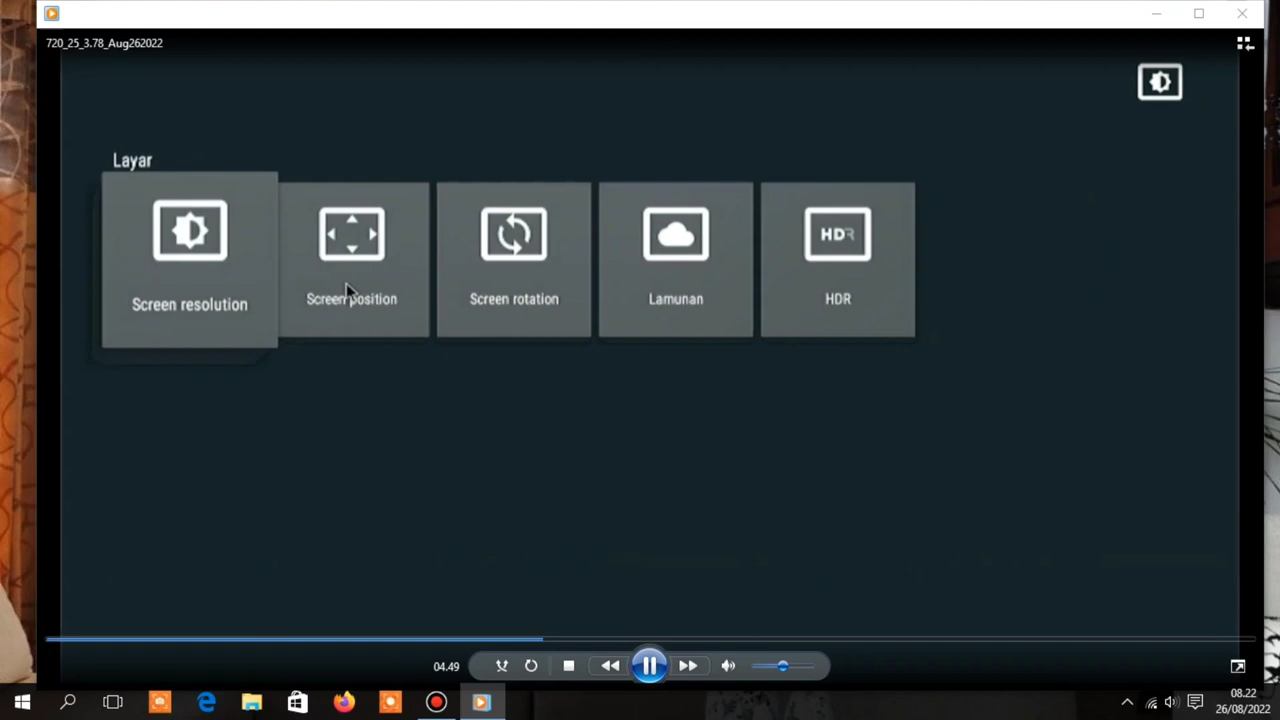 720_25_3.78_Aug262022
Layar
Screen resolution
Screen position
Screen rotation
Lamunan
HDR
HDR
04.49
08.22
26/08/2022